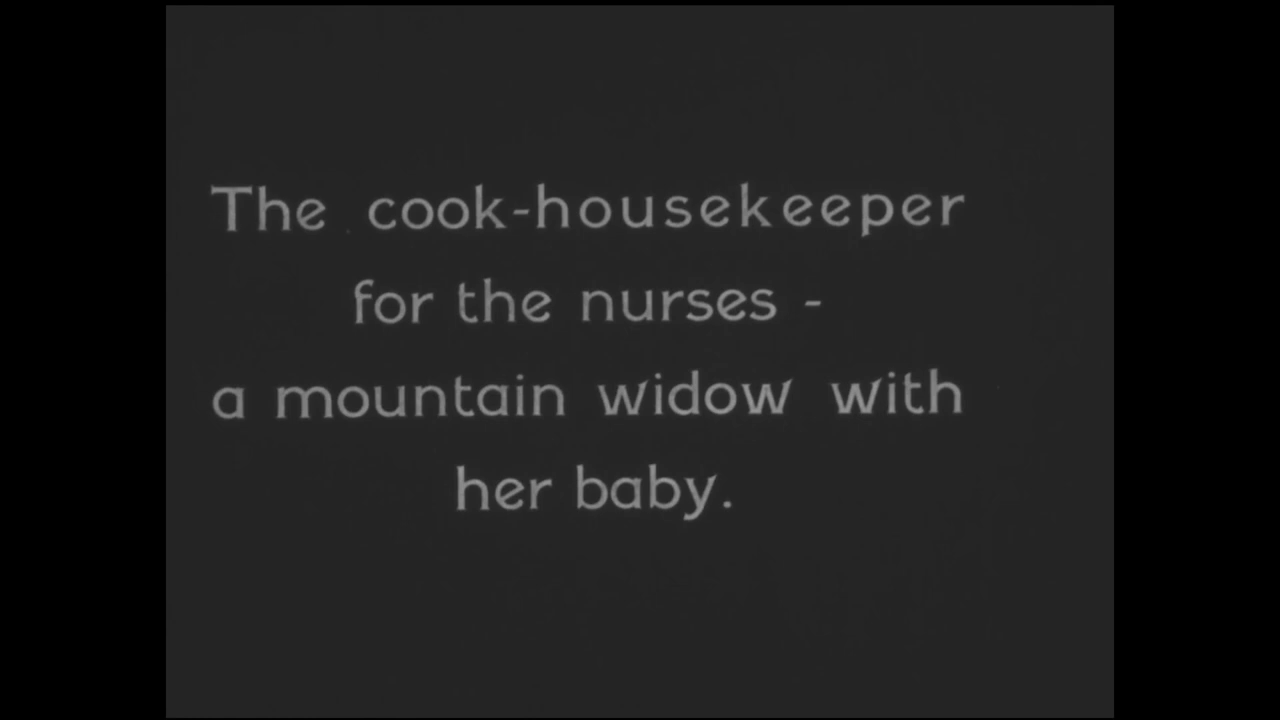 The cook-housekeeper
for the nurses -
a mountain widow with
her baby.